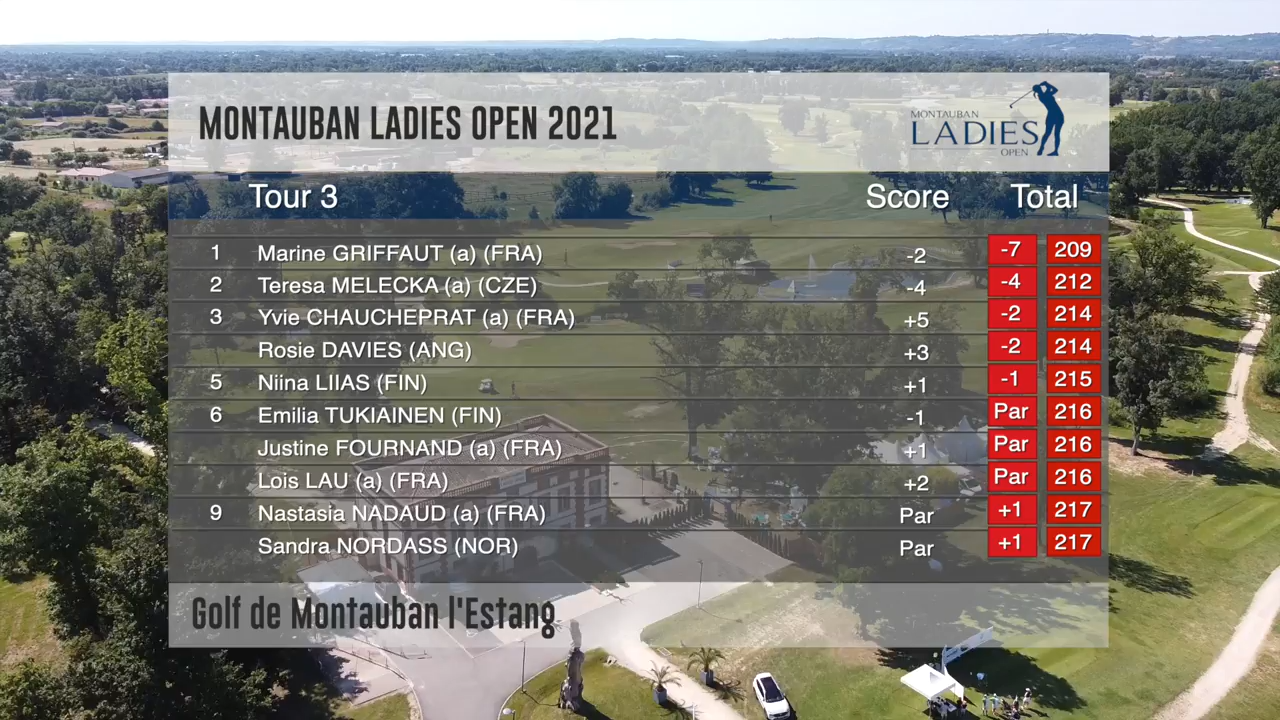 MONTAUBAN LADIES OPEN 2021
MONTAUBAN
LADIES
OPEN
Tour 3 Score Total
1 Marine GRIFFAUT (a) (FRA) -2 -7 209
2 Teresa MELECKA (a) (CZE) -4 -4 212
3 Yvie CHAUCHEPRAT (a) (FRA) +5 -2 214
Rosie DAVIES (ANG) +3 -2 214
5 Niina LIIAS (FIN) +1 -1 215
6 Emilia TUKIAINEN (FIN) -1 Par 216
Justine FOURNAND (a) (FRA) +1 Par 216
Lois LAU (a) (FRA) +2 Par 216
9 Nastasia NADAUD (a) (FRA) Par +1 217
Sandra NORDASS (NOR) Par +1 217
Golf de Montauban l'Estang